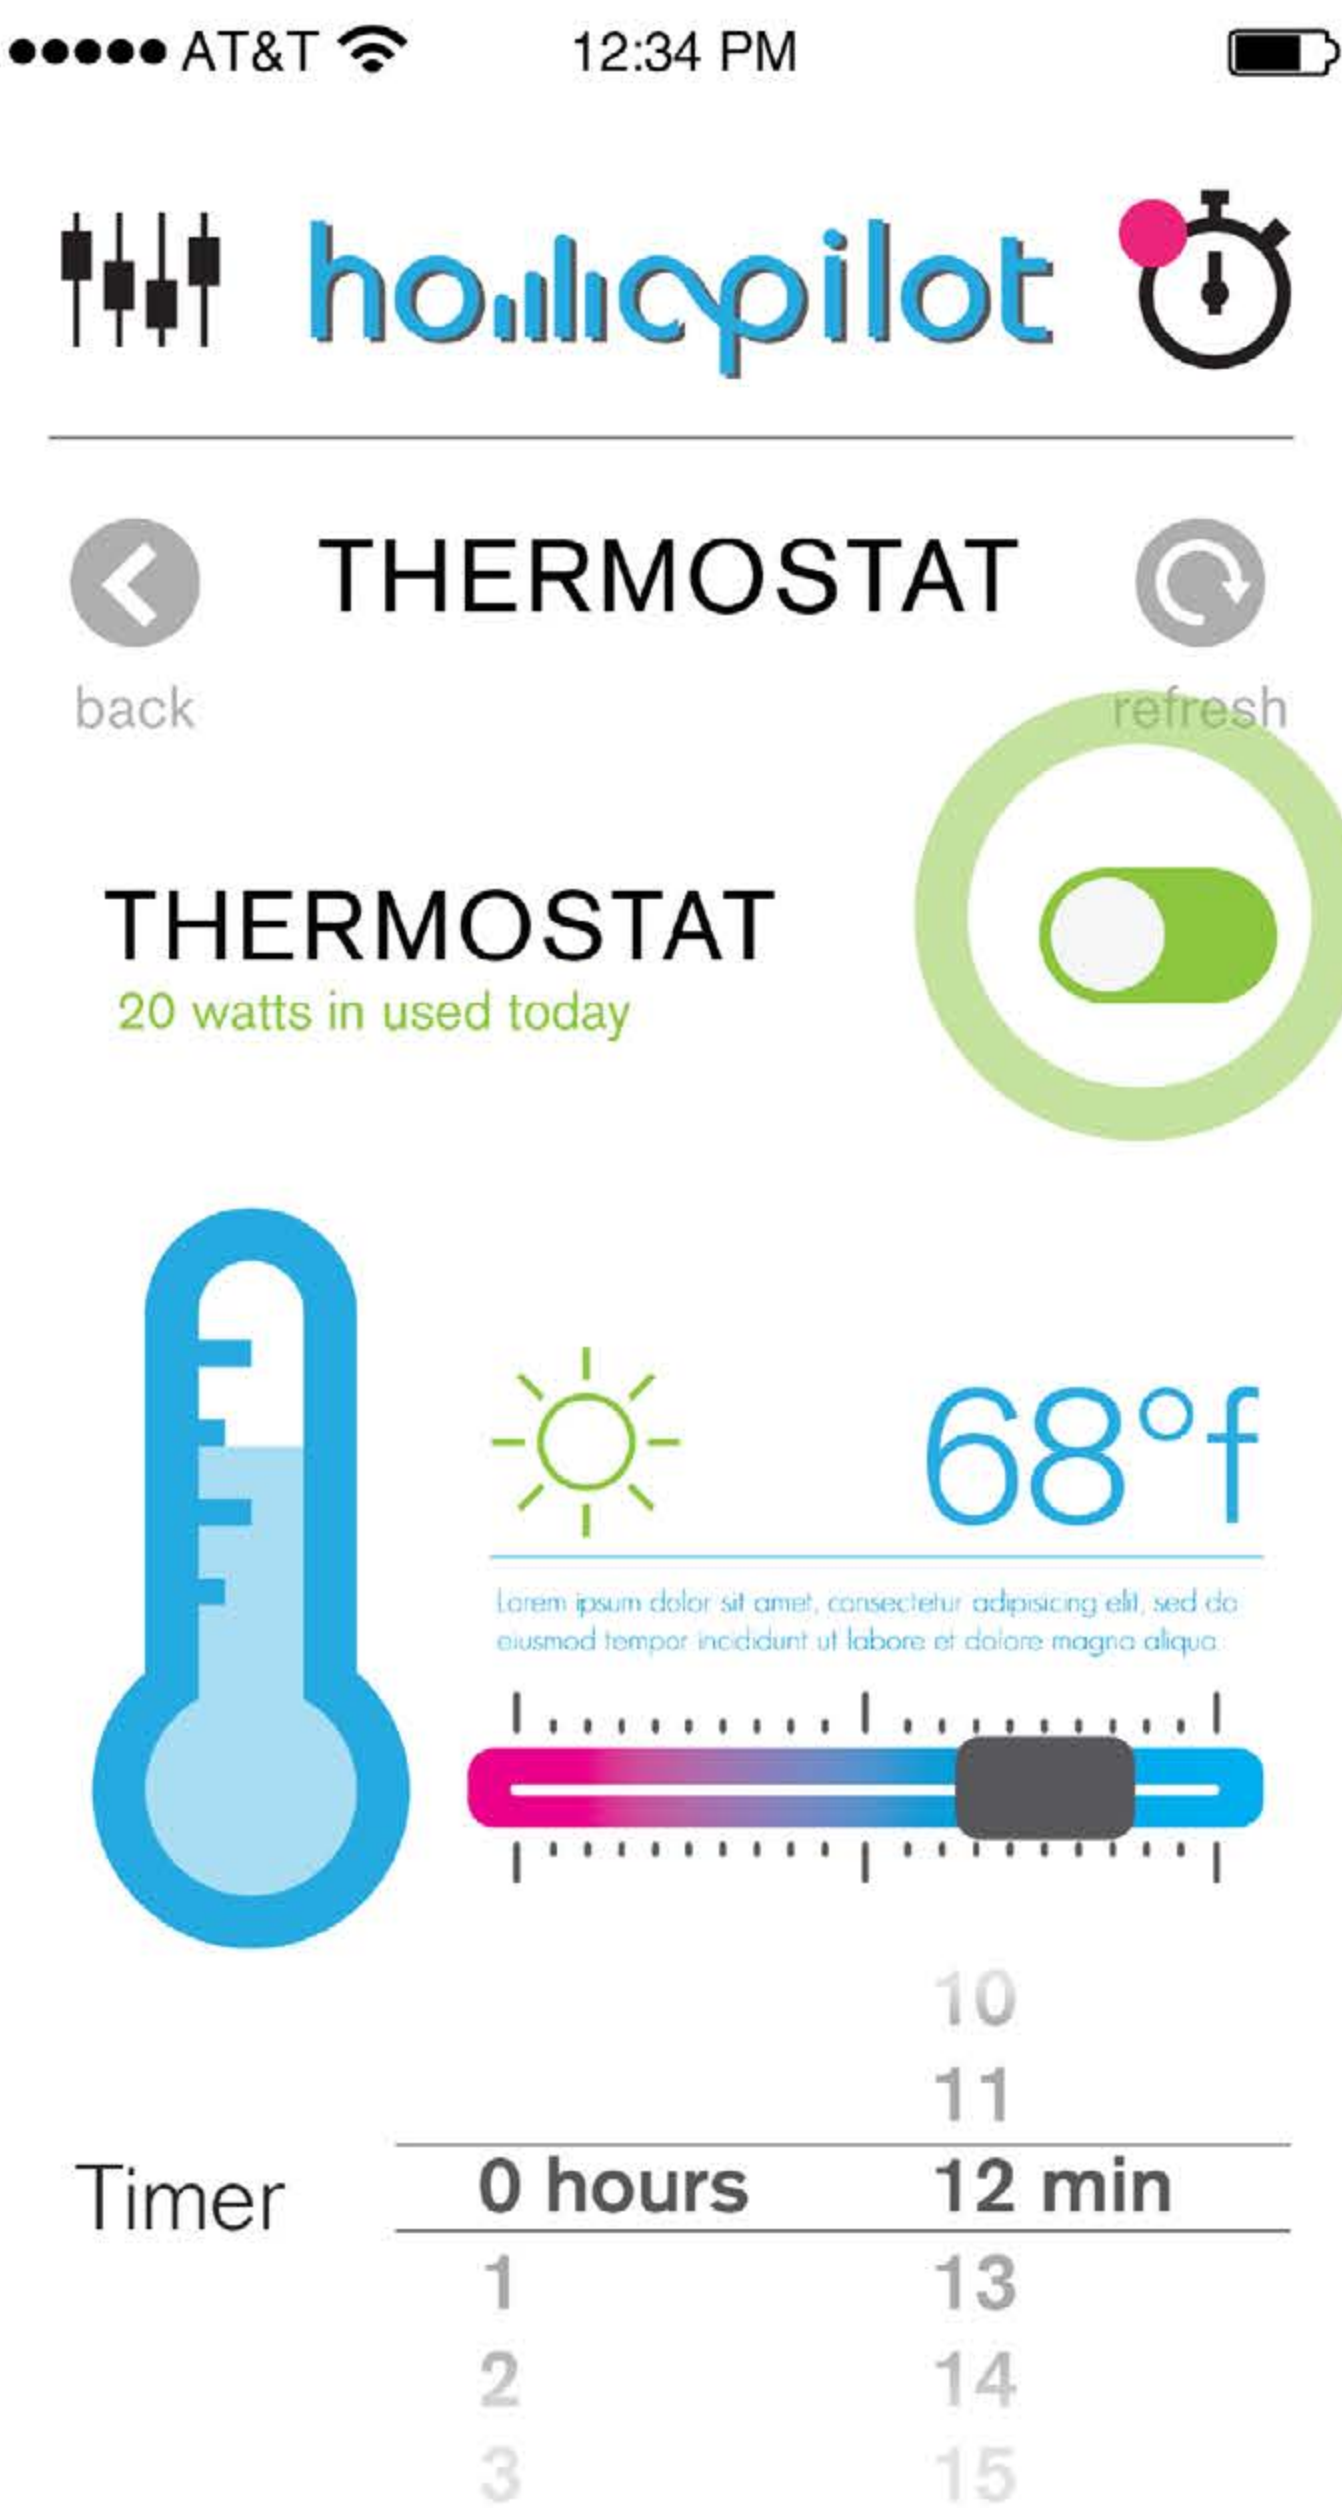 AT&T 12:34 PM
homicopilot
THERMOSTAT
back refresh
THERMOSTAT
20 watts in used today
68°f
Lorem ipsum dolor sit amet, consectetur adipisicing elit, sed do
eiusmod tempor incididunt ut labore et dolore magna aliqua.
10
11
Timer 0 hours 12 min
1 13
2 14
3 15